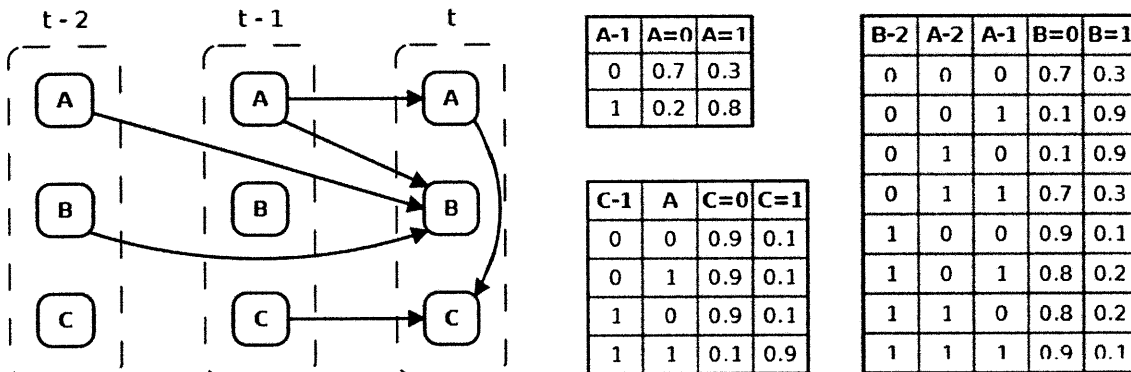 t - 2 t - 1 t
A A A
B B B
C C C
A-1 A=0 A=1
0 0.7 0.3
1 0.2 0.8
C-1 A C=0 C=1
0 0 0.9 0.1
0 1 0.9 0.1
1 0 0.9 0.1
1 1 0.1 0.9
B-2 A-2 A-1 B=0 B=1
0 0 0 0.7 0.3
0 0 1 0.1 0.9
0 1 0 0.1 0.9
0 1 1 0.7 0.3
1 0 0 0.9 0.1
1 0 1 0.8 0.2
1 1 0 0.8 0.2
1 1 1 0.9 0.1